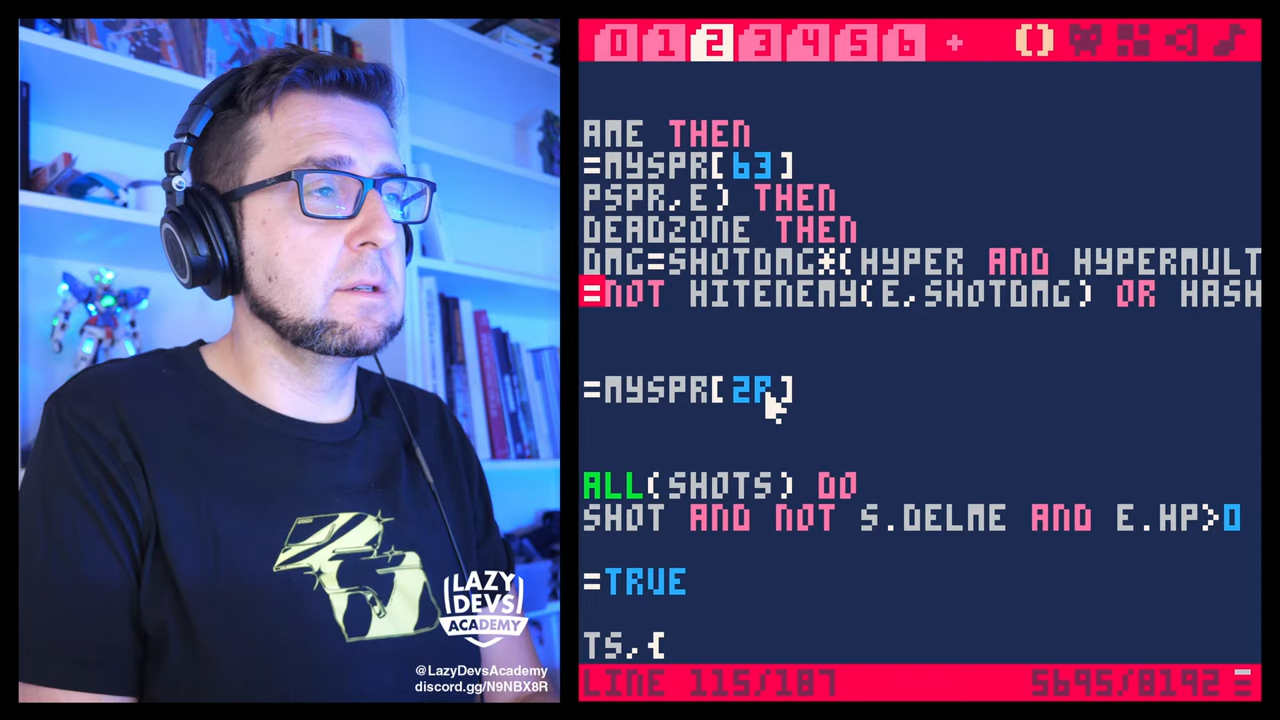 0 1 2 3 4 5 6 +
AME THEN
=MYSPR[63]
PSPR,E) THEN
DEADZONE THEN
DMG=SHOTDMG*(HYPER AND HYPERMULT
=NOT HITENEMY(E,SHOTDMG) OR HASH
=MYSPR[2]
ALL(SHOTS) DO
SHOT AND NOT S.DELME AND E.HP>0
=TRUE
TS,{
LINE 115/187
5695/8192
LAZY
DEVS
ACADEMY
@LazyDevsAcademy
discord.gg/N9NBX8R